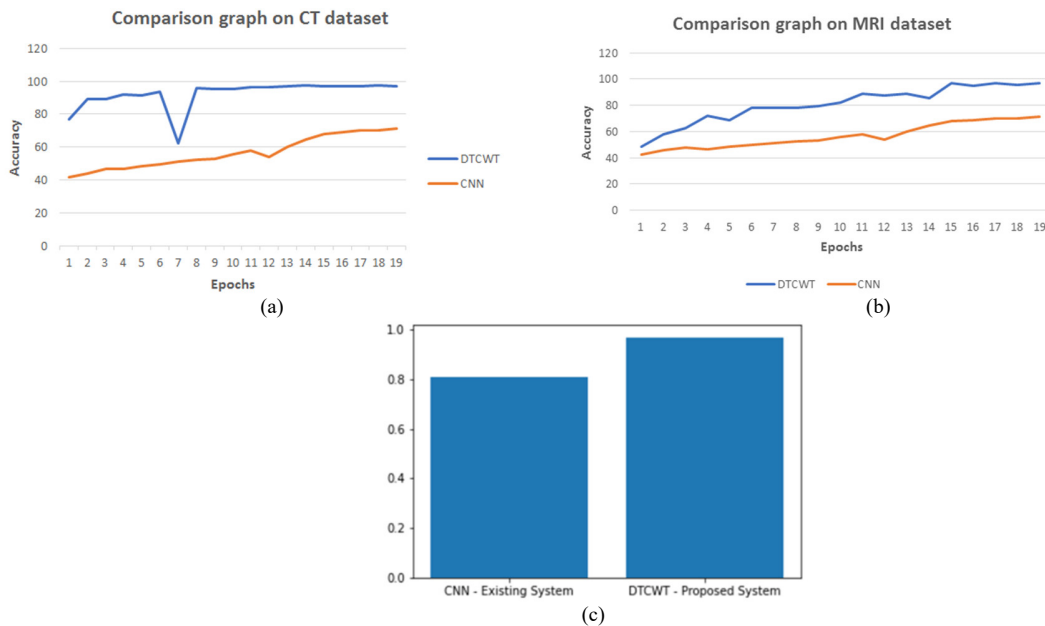 Comparison graph on CT dataset
120
100
80
60
40
20
0
Accuracy
1 2 3 4 5 6 7 8 9 10 11 12 13 14 15 16 17 18 19
Epochs
DTCWT
CNN
(a)
Comparison graph on MRI dataset
120
100
80
60
40
20
0
Accuracy
1 2 3 4 5 6 7 8 9 10 11 12 13 14 15 16 17 18 19
Epochs
DTCWT CNN
(b)
1.0
0.8
0.6
0.4
0.2
0.0
CNN - Existing System DTCWT - Proposed System
(c)